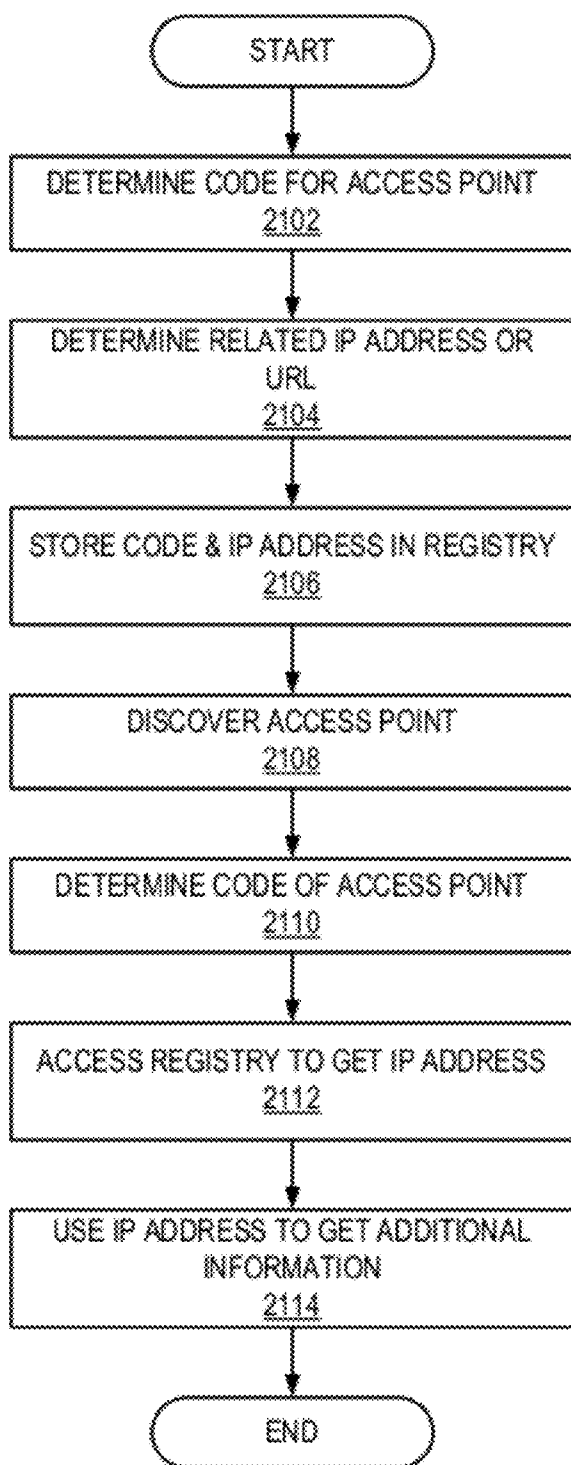 START
DETERMINE CODE FOR ACCESS POINT
2102
DETERMINE RELATED IP ADDRESS OR
URL
2104
STORE CODE & IP ADDRESS IN REGISTRY
2106
DISCOVER ACCESS POINT
2108
DETERMINE CODE OF ACCESS POINT
2110
ACCESS REGISTRY TO GET IP ADDRESS
2112
USE IP ADDRESS TO GET ADDITIONAL
INFORMATION
2114
END